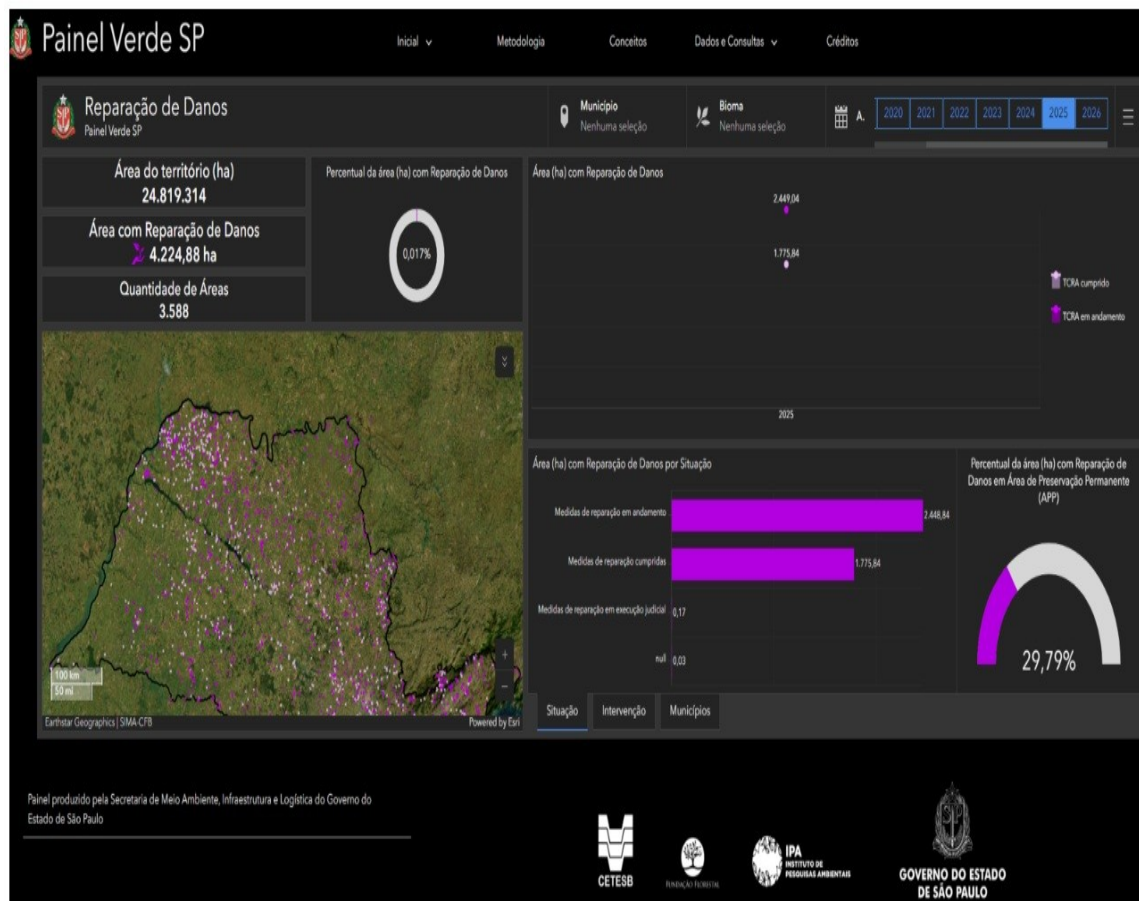 Painel Verde SP
Inicial
Metodologia
Conceitos
Dados e Consultas
Créditos
Reparação de Danos
Painel Verde SP
Município
Nenhuma seleção
Bioma
Nenhuma seleção
A.
2020 2021 2022 2023 2024 2025 2026
Área do território (ha)
24.819.314
Área com Reparação de Danos
4.224,88 ha
Quantidade de Áreas
3.588
Percentual da área (ha) com Reparação de Danos
0,017%
Área (ha) com Reparação de Danos
2.449,04
1.775,84
2025
TCRA cumprido
TCRA em andamento
100 km
50 mi
Earthstar Geographics | SIMA-CFB
Powered by Esri
Área (ha) com Reparação de Danos por Situação
Medidas de reparação em andamento 2.448,84
Medidas de reparação cumpridas 1.775,84
Medidas de reparação em execução judicial 0,17
null 0,03
Situação
Intervenção
Municípios
Percentual da área (ha) com Reparação de
Danos em Área de Preservação Permanente
(APP)
29,79%
Painel produzido pela Secretaria de Meio Ambiente, Infraestrutura e Logística do Governo do
Estado de São Paulo
CETESB
FUNDAÇÃO FLORESTAL
IPA
INSTITUTO DE
PESQUISAS AMBIENTAIS
GOVERNO DO ESTADO
DE SÃO PAULO